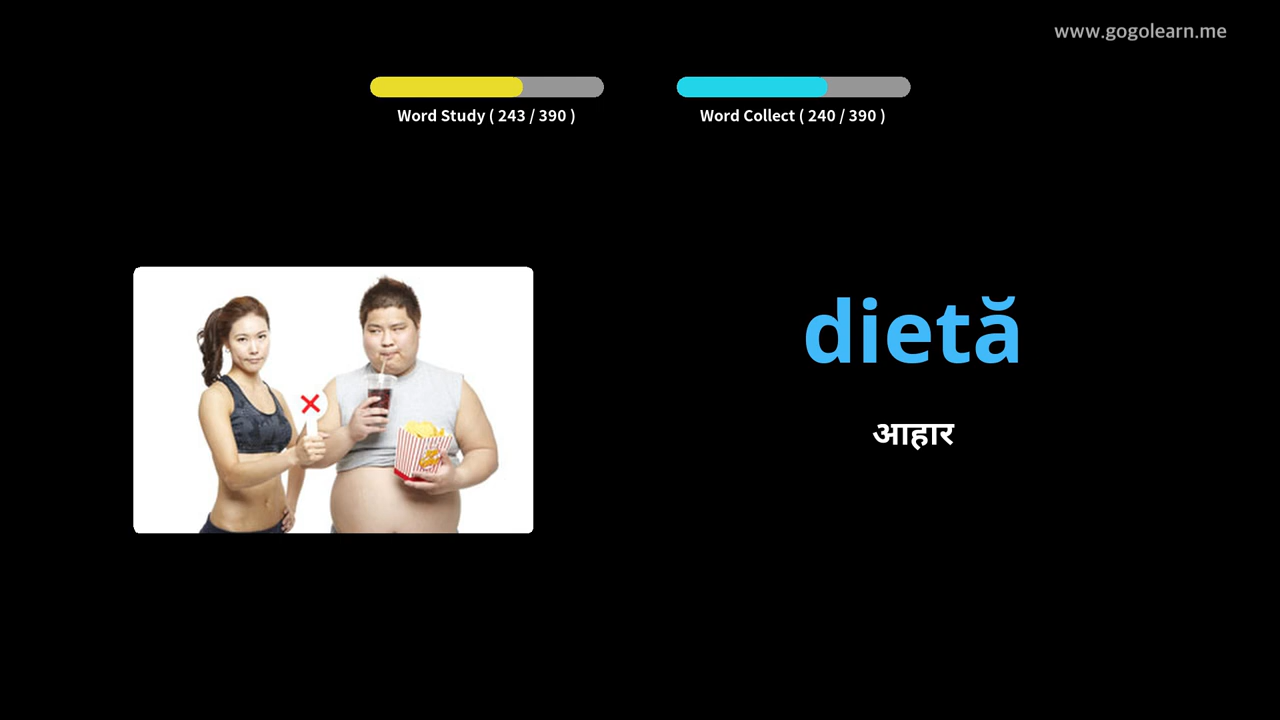 www.gogolearn.me
Word Study ( 243 / 390 )
Word Collect ( 240 / 390 )
dietă
आहार